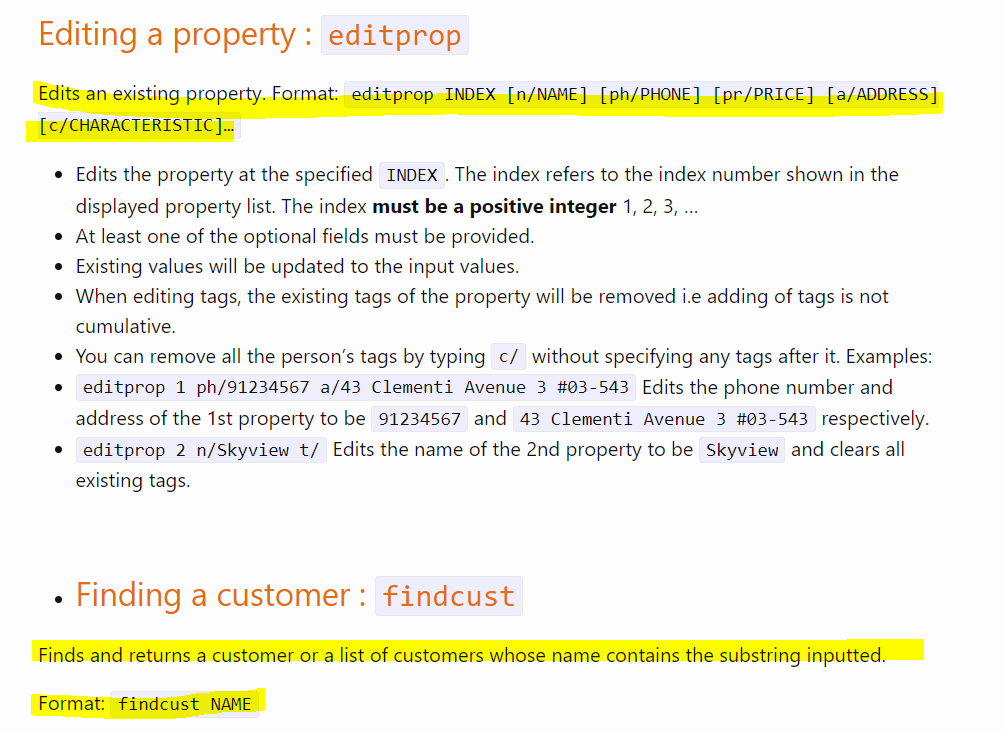 Editing a property : editprop
Edits an existing property. Format: editprop INDEX [n/NAME] [ph/PHONE] [pr/PRICE] [a/ADDRESS]
[c/CHARACTERISTIC]…
• Edits the property at the specified INDEX. The index refers to the index number shown in the
displayed property list. The index must be a positive integer 1, 2, 3, …
• At least one of the optional fields must be provided.
• Existing values will be updated to the input values.
• When editing tags, the existing tags of the property will be removed i.e adding of tags is not
cumulative.
• You can remove all the person’s tags by typing c/ without specifying any tags after it. Examples:
• editprop 1 ph/91234567 a/43 Clementi Avenue 3 #03-543 Edits the phone number and
address of the 1st property to be 91234567 and 43 Clementi Avenue 3 #03-543 respectively.
• editprop 2 n/Skyview t/ Edits the name of the 2nd property to be Skyview and clears all
existing tags.
• Finding a customer : findcust
Finds and returns a customer or a list of customers whose name contains the substring inputted.
Format: findcust NAME